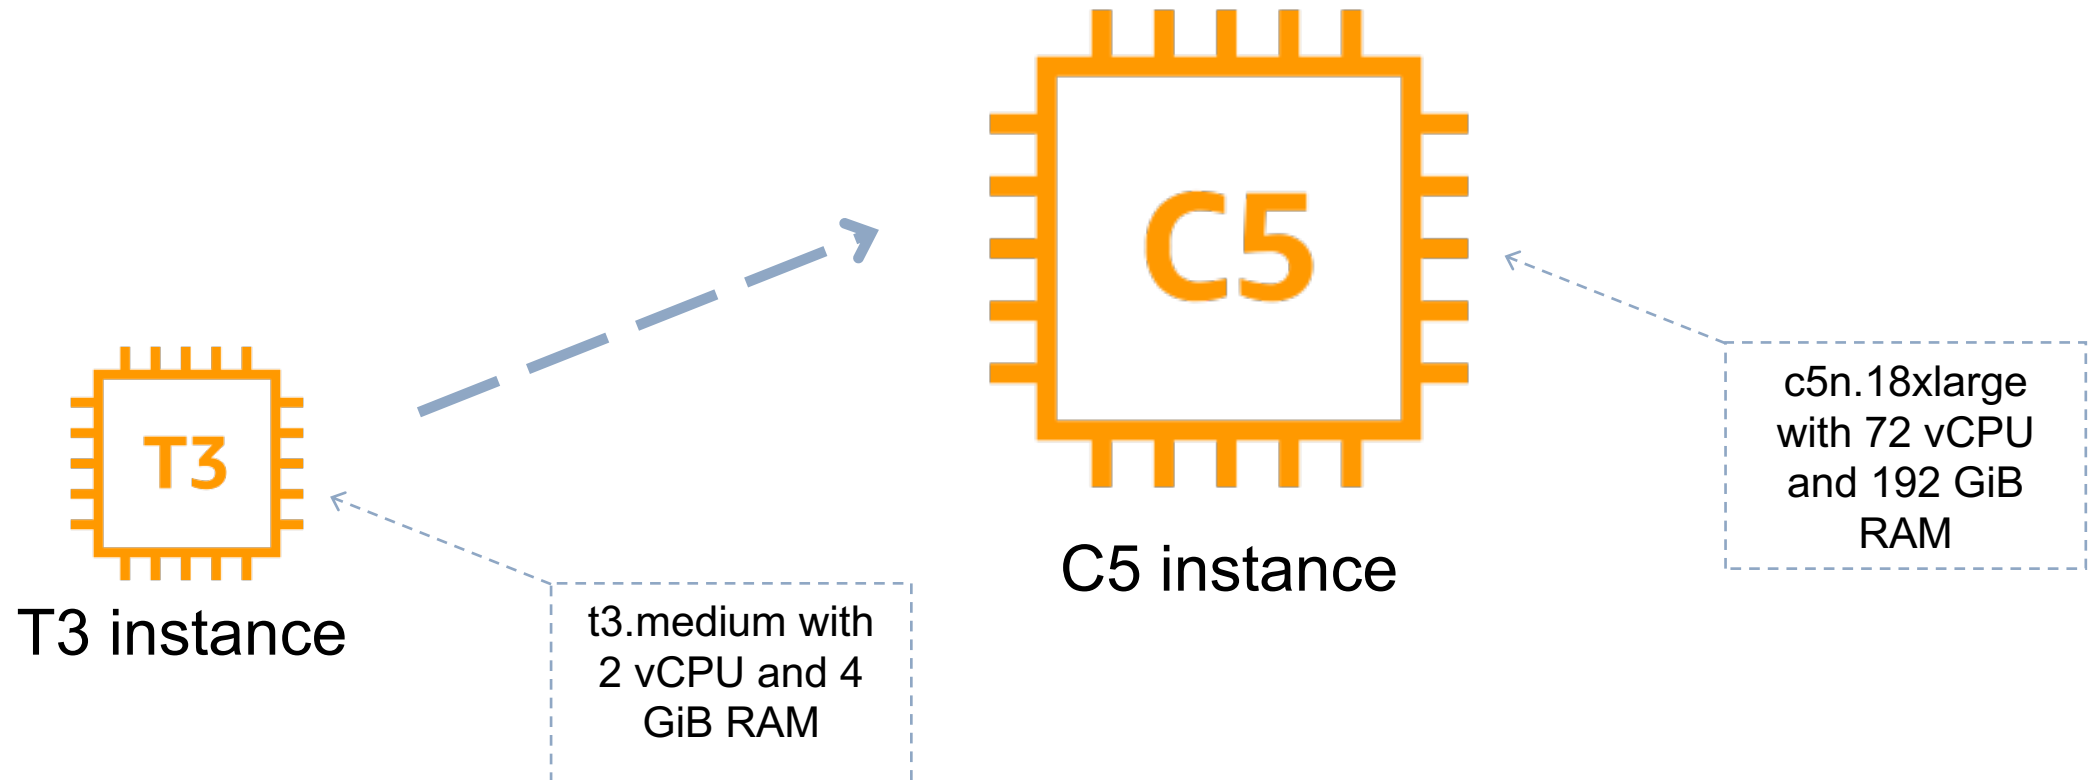 C5
T3
C5 instance
T3 instance
c5n.18xlarge
with 72 vCPU
and 192 GiB
RAM
t3.medium with
2 vCPU and 4
GiB RAM